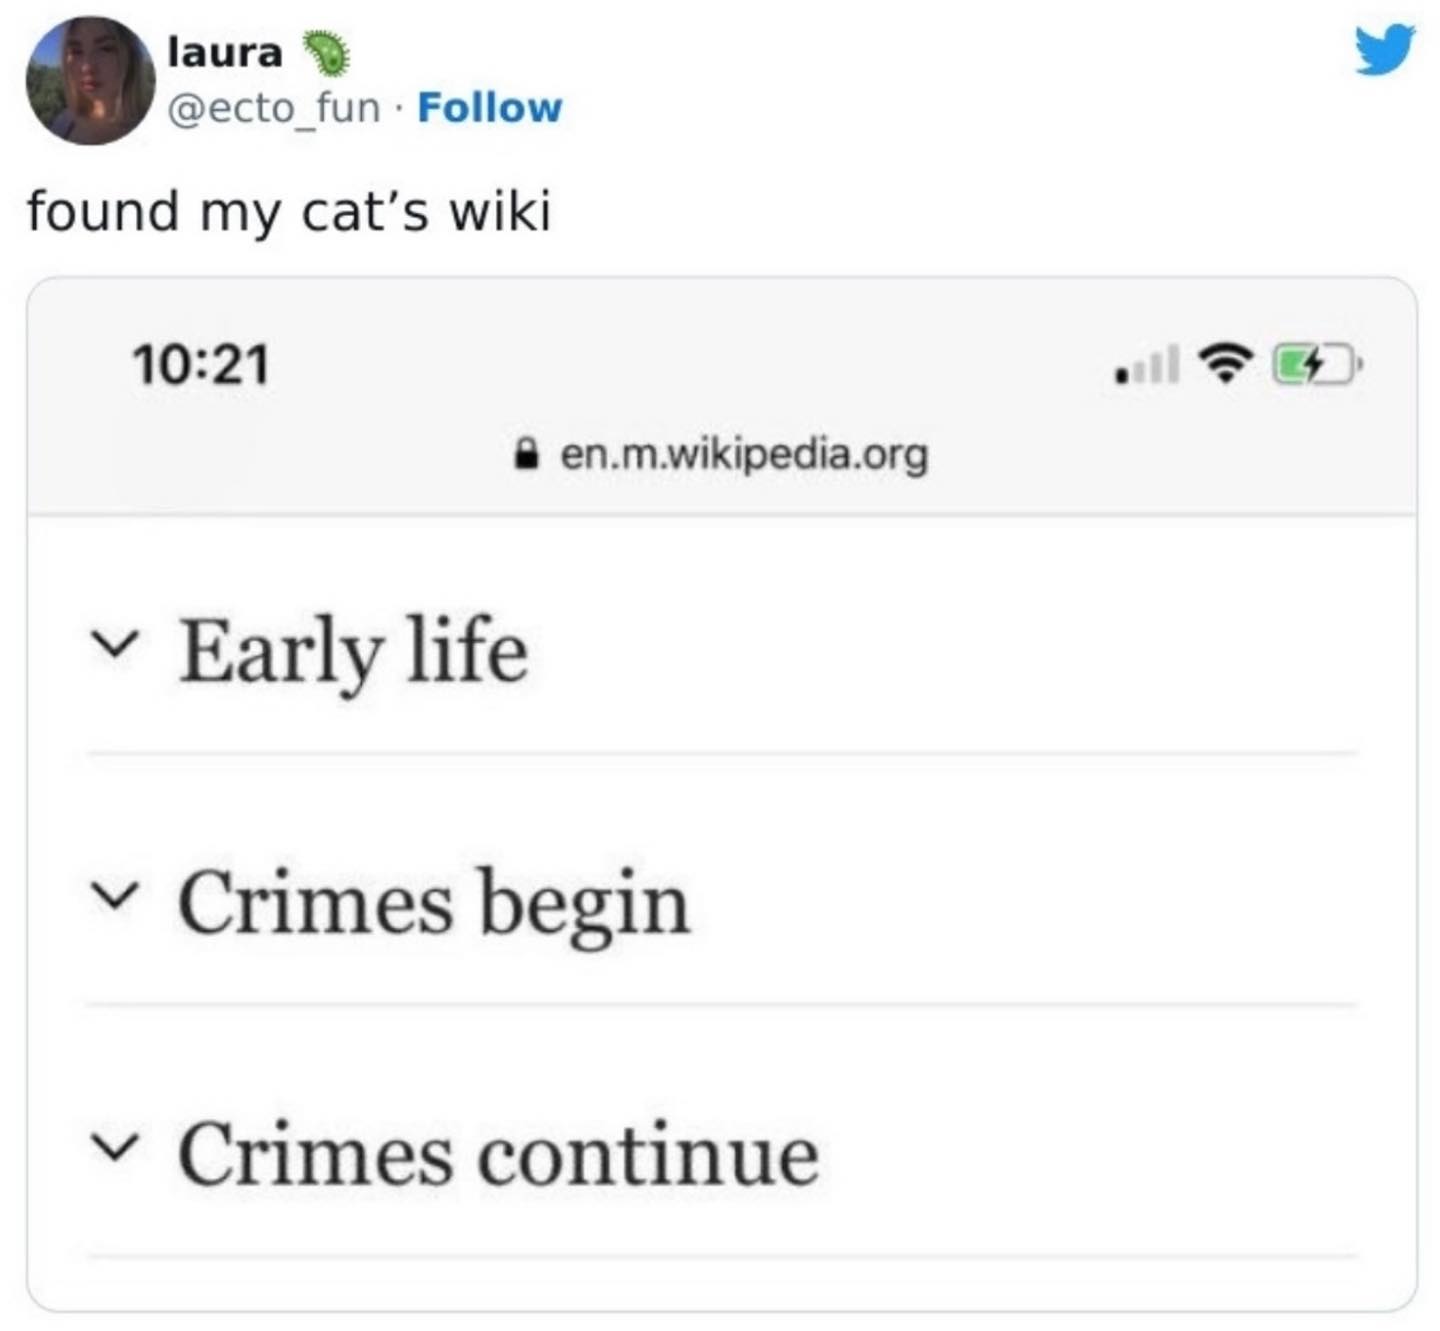 laura 🦠
@ecto_fun · Follow
found my cat’s wiki
10:21
en.m.wikipedia.org
Early life
Crimes begin
Crimes continue